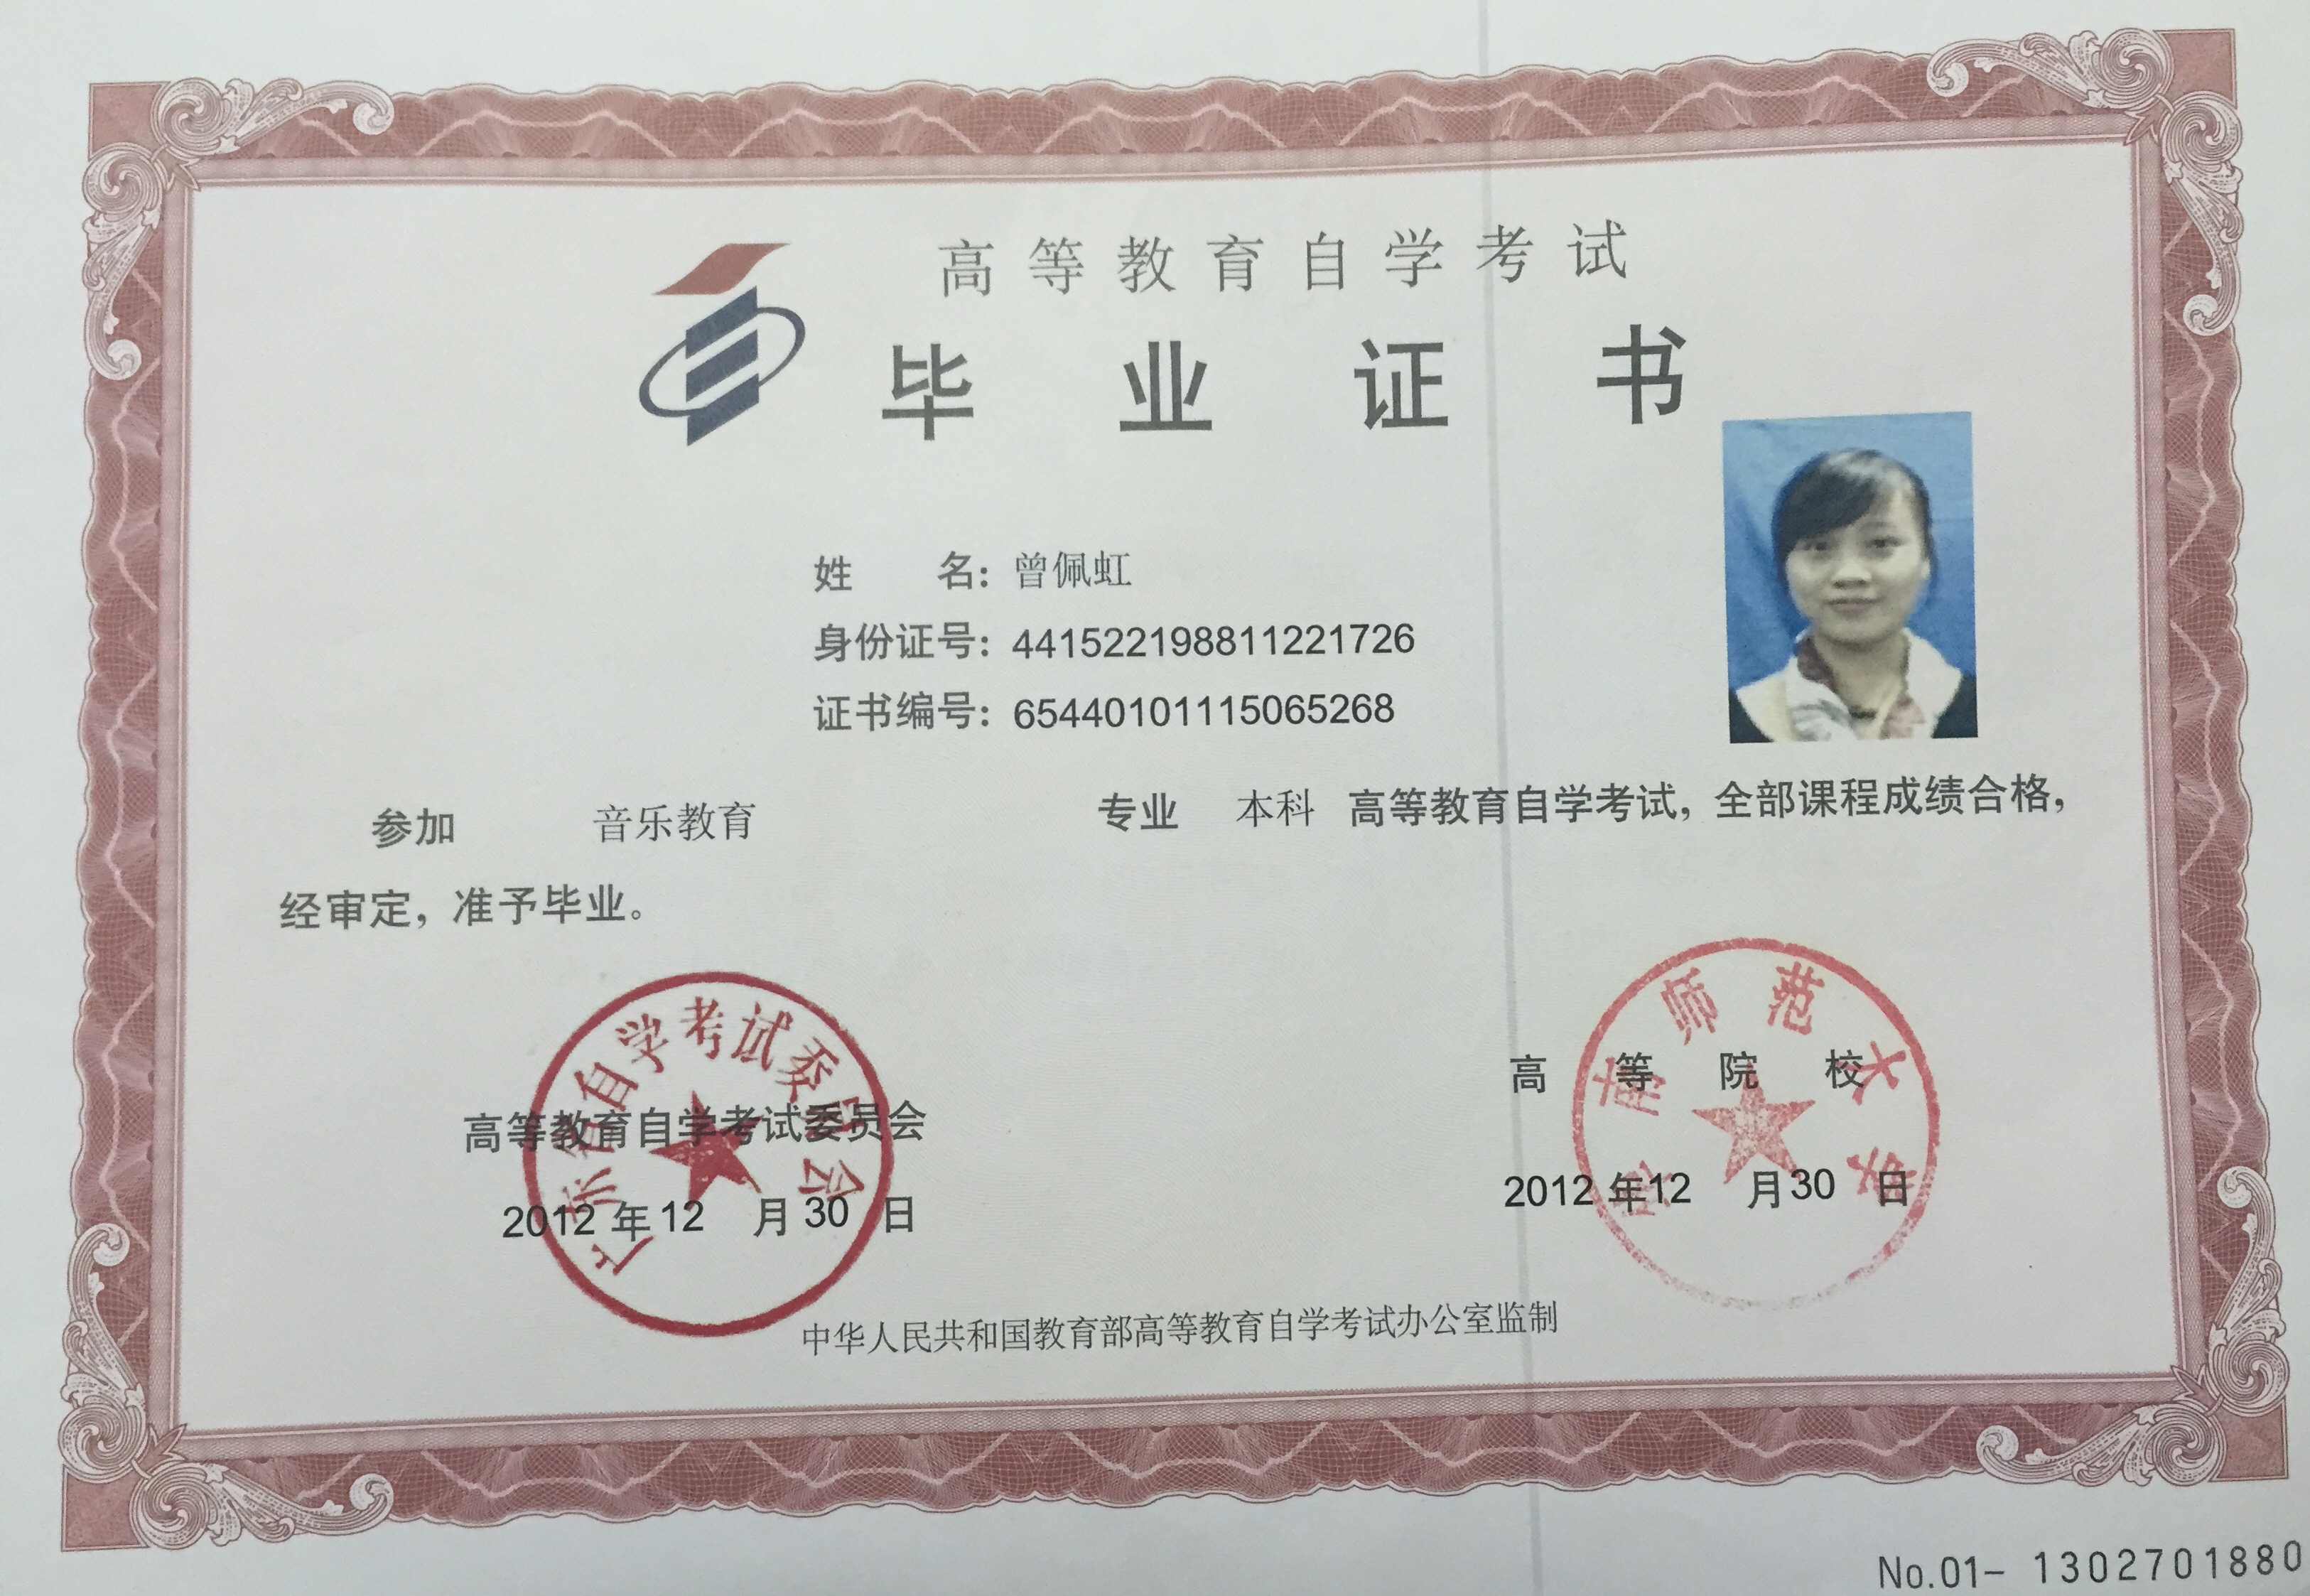 高等教育自学考试
毕业证书
姓 名: 曾佩虹
身份证号: 441522198811221726
证书编号: 65440101115065268
参加 音乐教育 专业 本科 高等教育自学考试，全部课程成绩合格，
经审定，准予毕业。
广东省自学考试委员会
高等教育自学考试委员会
2012 年 12 月 30 日
华南师范大学
高等院校
2012 年 12 月 30 日
中华人民共和国教育部高等教育自学考试办公室监制
No.01- 1302701880